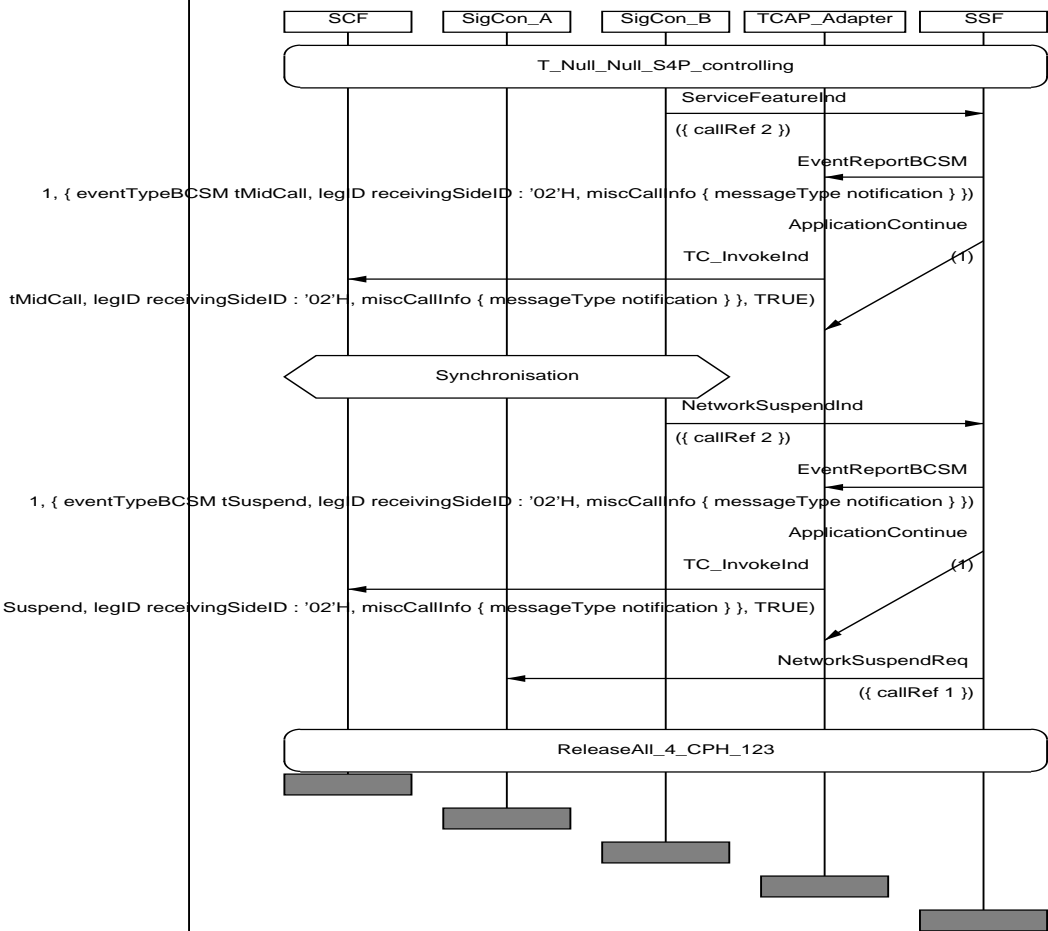 SCF SigCon_A SigCon_B TCAP_Adapter SSF
T_Null_Null_S4P_controlling
ServiceFeatureInd
({ callRef 2 })
EventReportBCSM
1, { eventTypeBCSM tMidCall, legID receivingSideID : '02'H, miscCallInfo { messageType notification } })
ApplicationContinue
TC_InvokeInd (1)
tMidCall, legID receivingSideID : '02'H, miscCallInfo { messageType notification } }, TRUE)
Synchronisation
NetworkSuspendInd
({ callRef 2 })
EventReportBCSM
1, { eventTypeBCSM tSuspend, legID receivingSideID : '02'H, miscCallInfo { messageType notification } })
ApplicationContinue
TC_InvokeInd (1)
Suspend, legID receivingSideID : '02'H, miscCallInfo { messageType notification } }, TRUE)
NetworkSuspendReq
({ callRef 1 })
ReleaseAll_4_CPH_123